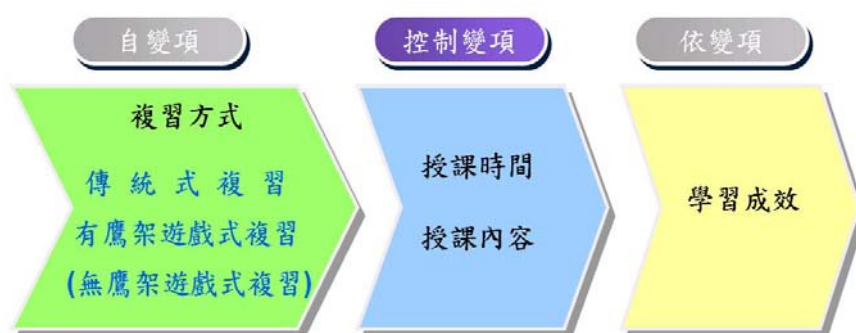 自變項
控制變項
依變項
複習方式
傳統式複習
有鷹架遊戲式複習
(無鷹架遊戲式複習)
授課時間
授課內容
學習成效